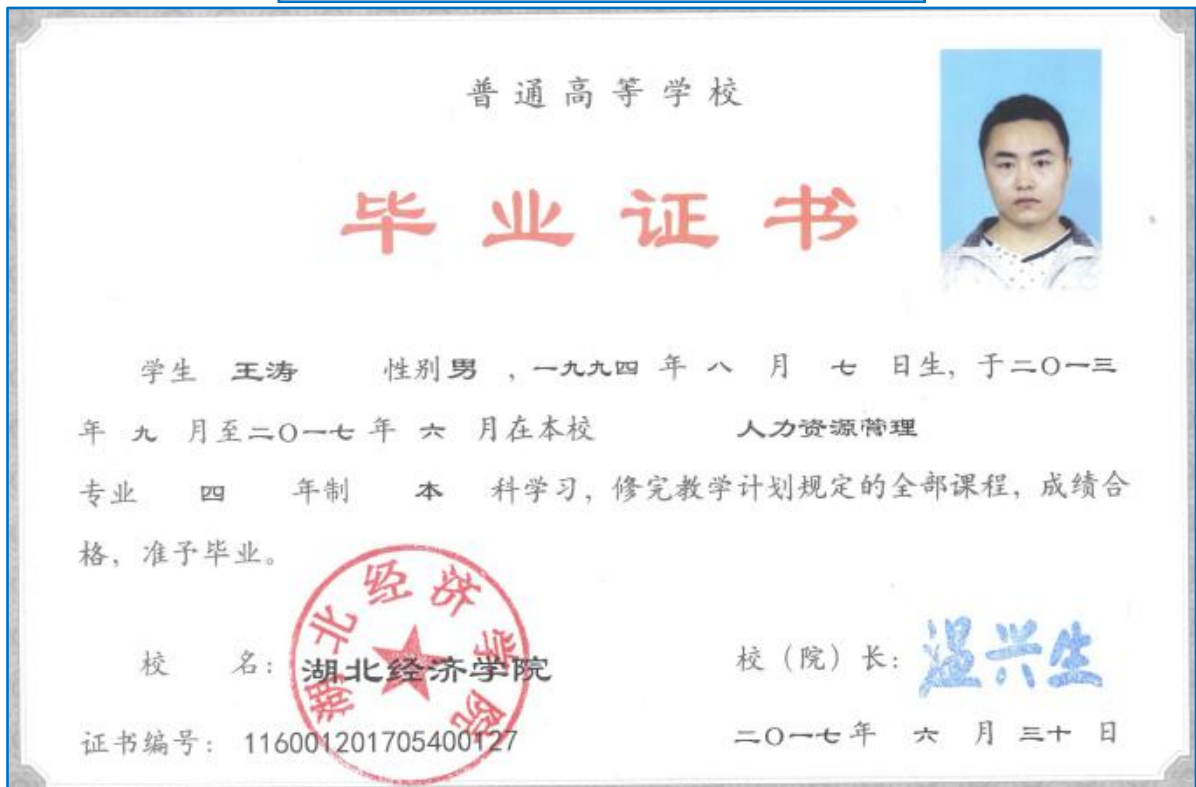 普通高等学校
毕业证书
学生 王涛 性别 男 ，一九九四 年 八 月 七 日生，于二〇一三
年 九 月至二〇一七 年 六 月在本校 人力资源管理
专业 四 年制 本 科学习，修完教学计划规定的全部课程，成绩合
格，准予毕业。
湖北经济学院
校 名：湖北经济学院 校（院）长：温兴生
证书编号：116001201705400127 二〇一七年 六 月 三十 日